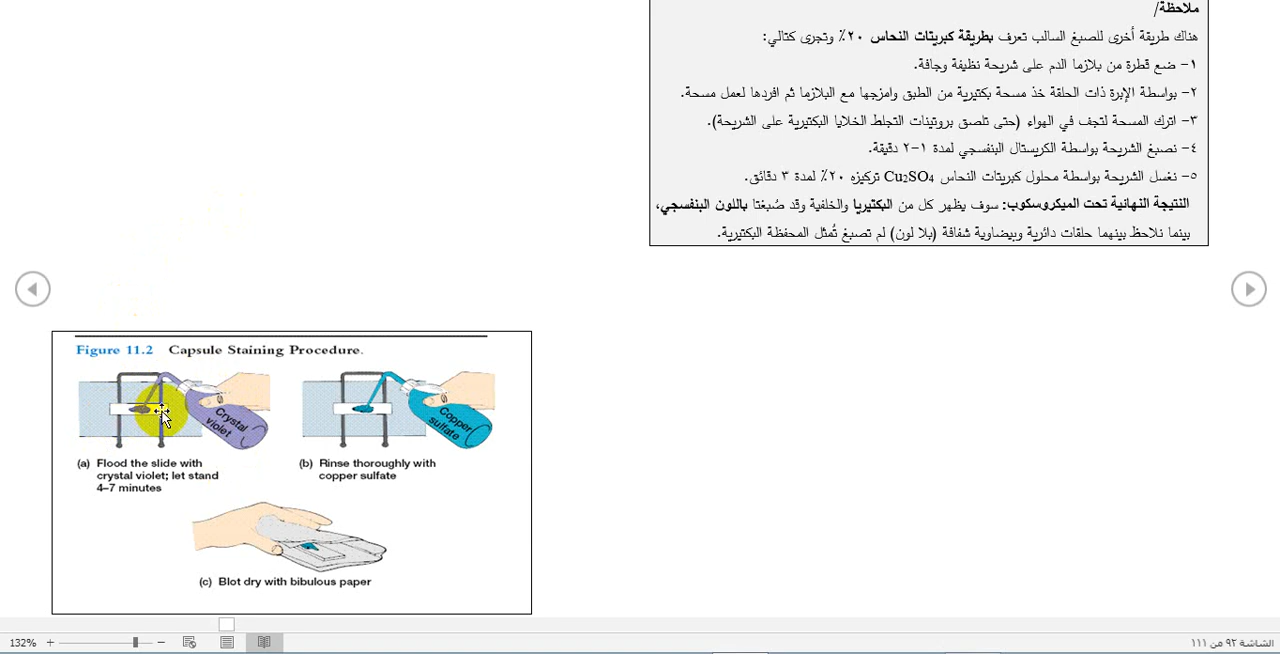 ملاحظة/
هناك طريقة أخرى للصبغ السالب تعرف بطريقة كبريتات النحاس ٢٠٪ وتجرى كتالي:
١- ضع قطرة من بلازما الدم على شريحة نظيفة وجافة.
٢- بواسطة الإبرة ذات الحلقة خذ مسحة بكتيرية من الطبق وامزجها مع البلازما ثم افردها لعمل مسحة.
٣- اترك المسحة لتجف في الهواء (حتى تلصق بروتينات التجلط الخلايا البكتيرية على الشريحة).
٤- نصبغ الشريحة بواسطة الكريستال البنفسجي لمدة ١-٢ دقيقة.
٥- نغسل الشريحة بواسطة محلول كبريتات النحاس Cu₂SO₄ تركيزه ٢٠٪ لمدة ٣ دقائق.
النتيجة النهائية تحت الميكروسكوب: سوف يظهر كل من البكتيريا والخلفية وقد صُبغتا باللون البنفسجي،
بينما نلاحظ بينهما حلقات دائرية وبيضاوية شفافة (بلا لون) لم تصبغ تُمثل المحفظة البكتيرية.
Figure 11.2 Capsule Staining Procedure.
Crystal
violet
Copper
sulfate
(a) Flood the slide with
crystal violet; let stand
4–7 minutes
(b) Rinse thoroughly with
copper sulfate
(c) Blot dry with bibulous paper
132%
الشاشة ٩٢ من ١١١